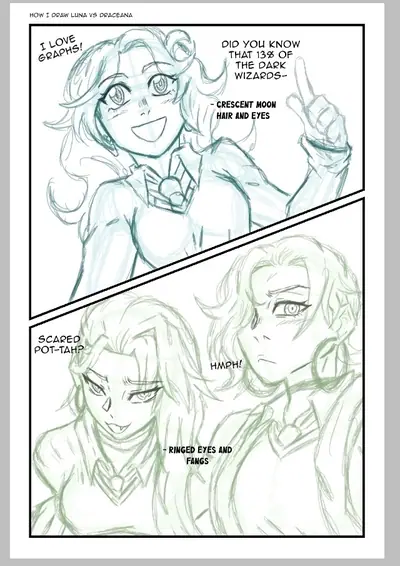 HOW I DRAW LUNA VS DRACEANA
I LOVE
GRAPHS!
DID YOU KNOW
THAT 13% OF
THE DARK
WIZARDS-
- CRESCENT MOON
HAIR AND EYES
SCARED
POT-TAH?
HMPH!
- RINGED EYES AND
FANGS